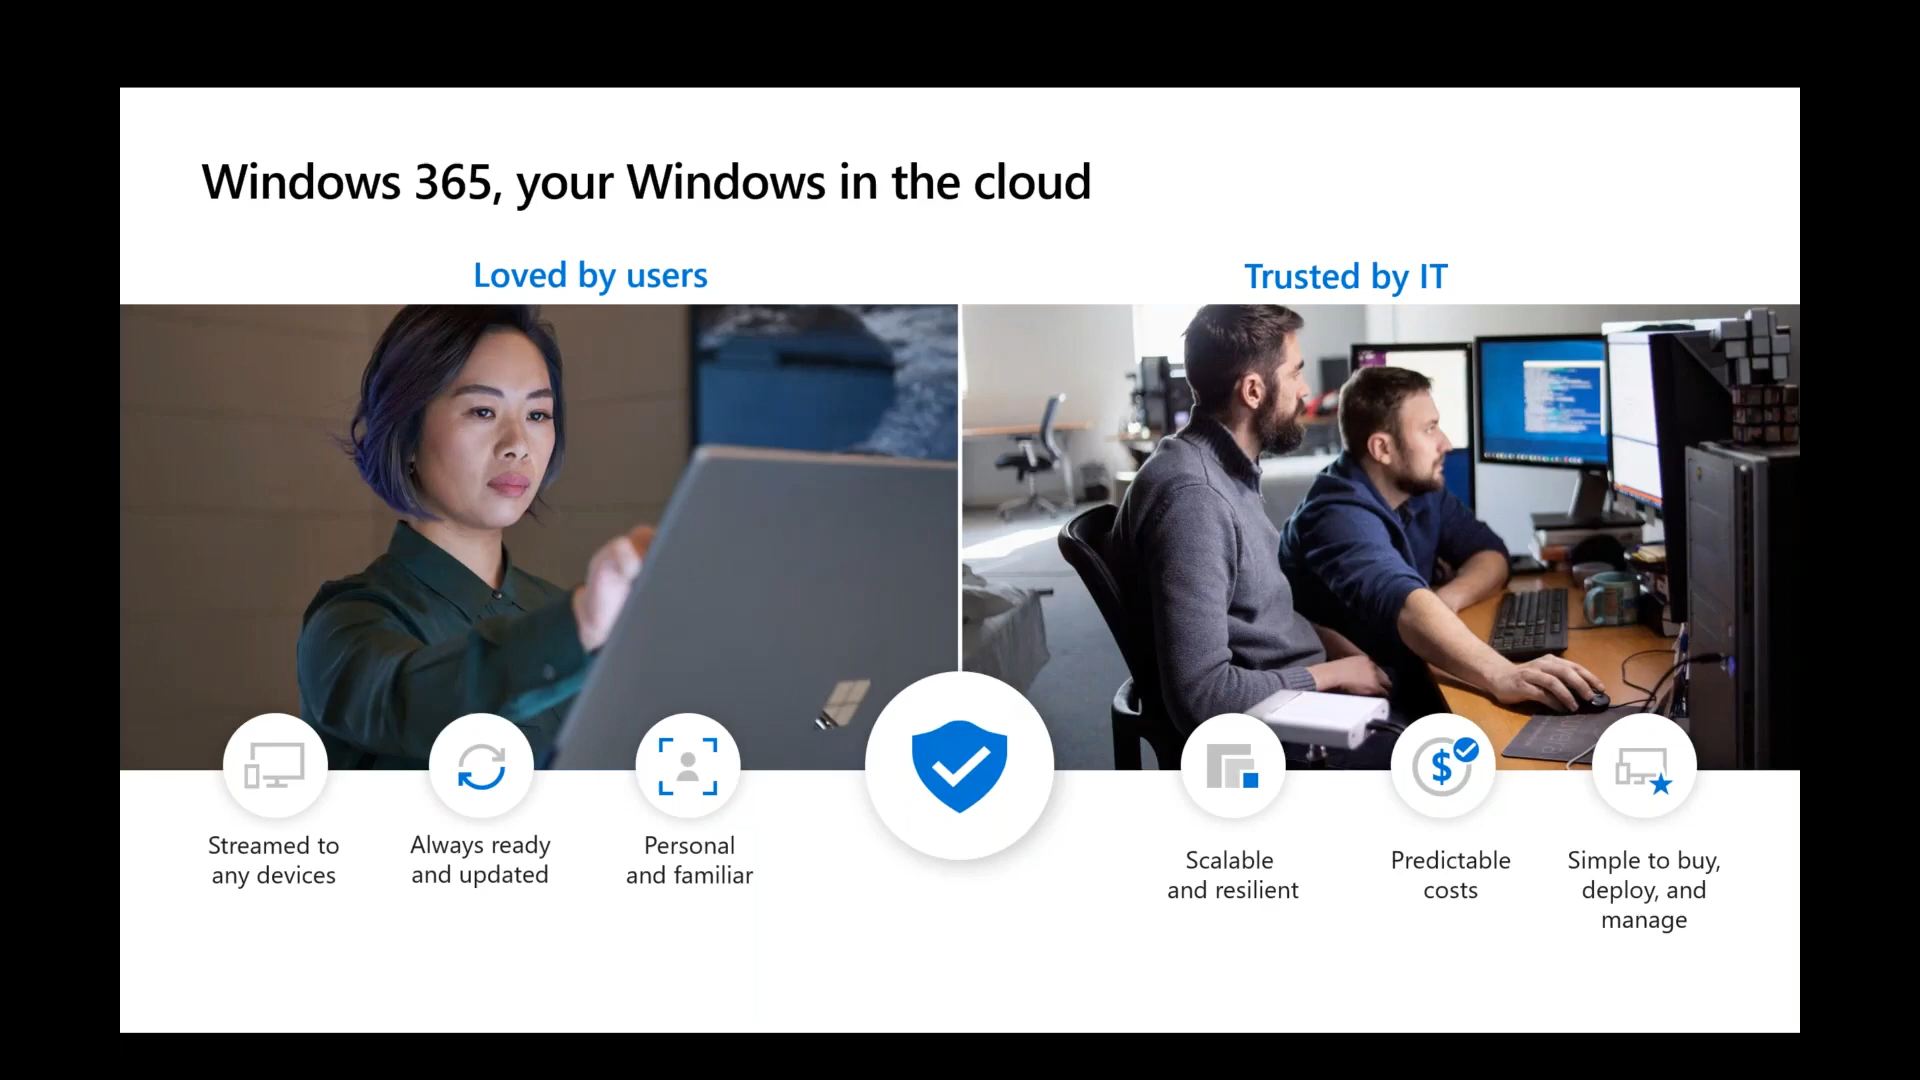 Windows 365, your Windows in the cloud
Loved by users
Trusted by IT
Streamed to
any devices
Always ready
and updated
Personal
and familiar
Scalable
and resilient
$
Predictable
costs
Simple to buy,
deploy, and
manage